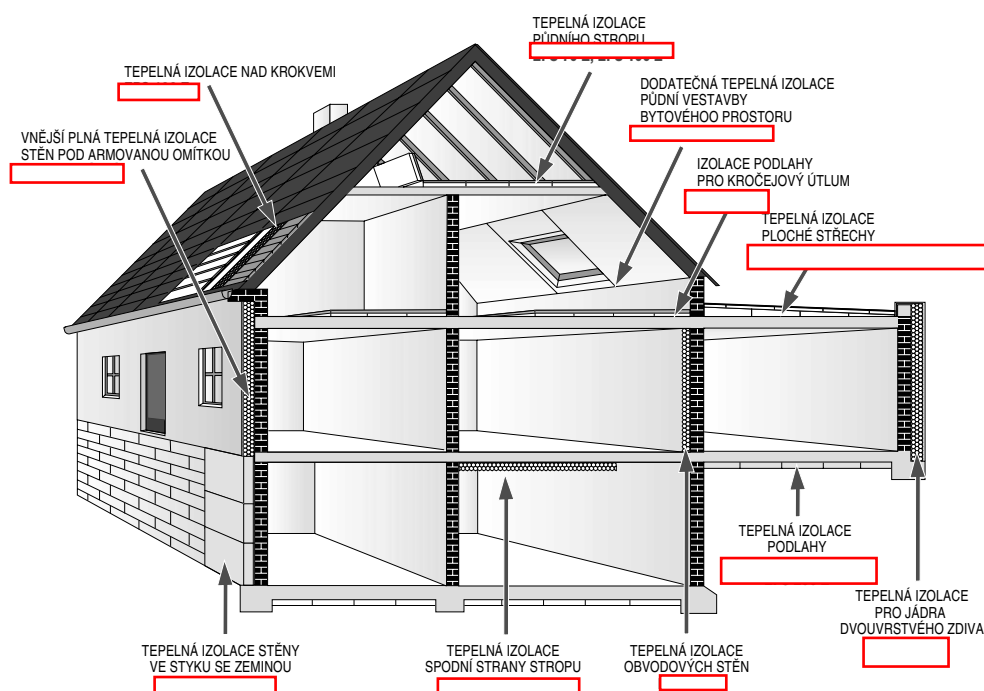 TEPELNÁ IZOLACE
PŮDNÍHO STROPU
TEPELNÁ IZOLACE NAD KROKVEMI
DODATEČNÁ TEPELNÁ IZOLACE
PŮDNÍ VESTAVBY
BYTOVÉHOO PROSTORU
VNĚJŠÍ PLNÁ TEPELNÁ IZOLACE
STĚN POD ARMOVANOU OMÍTKOU
IZOLACE PODLAHY
PRO KROČEJOVÝ ÚTLUM
TEPELNÁ IZOLACE
PLOCHÉ STŘECHY
TEPELNÁ IZOLACE
PODLAHY
TEPELNÁ IZOLACE
PRO JÁDRA
DVOUVRSTVÉHO ZDIVA
TEPELNÁ IZOLACE STĚNY
VE STYKU SE ZEMINOU
TEPELNÁ IZOLACE
SPODNÍ STRANY STROPU
TEPELNÁ IZOLACE
OBVODOVÝCH STĚN